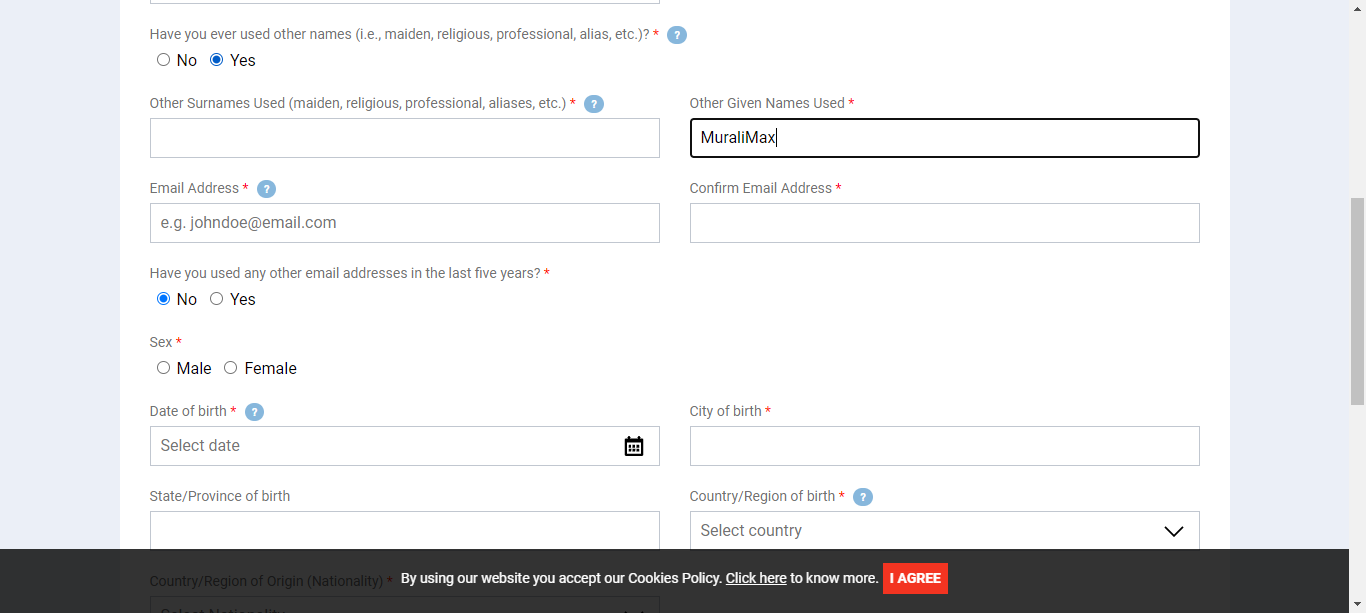 Have you ever used other names (i.e., maiden, religious, professional, alias, etc.)? * ?
No Yes
Other Surnames Used (maiden, religious, professional, aliases, etc.) * ?
Other Given Names Used *
MuraliMax
Email Address * ?
Confirm Email Address *
e.g. johndoe@email.com
Have you used any other email addresses in the last five years? *
No Yes
Sex *
Male Female
Date of birth * ?
City of birth *
Select date
State/Province of birth
Country/Region of birth * ?
Select country
Country/Region of Origin (Nationality) *
By using our website you accept our Cookies Policy. Click here to know more. I AGREE
Select Nationality